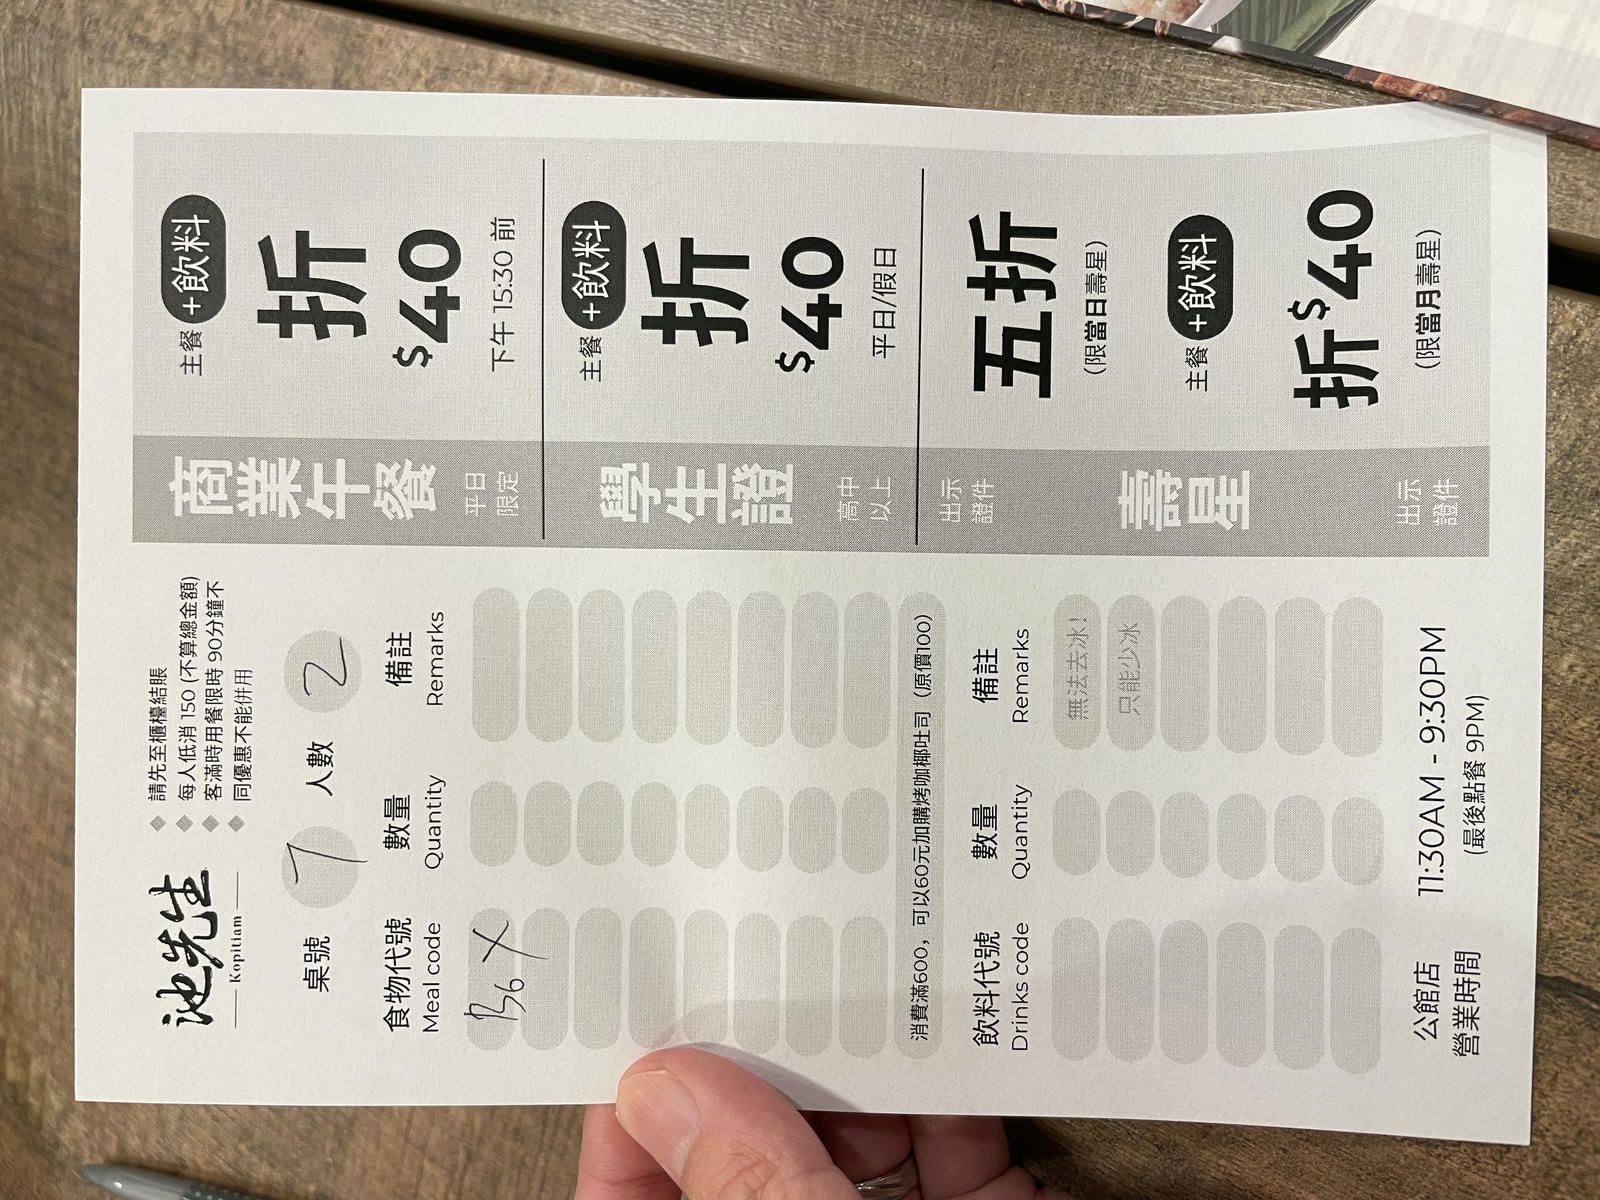 池先生
Kopitiam
◆ 請先至櫃檯結賬
◆ 每人低消 150 (不算總金額)
◆ 客滿時用餐限時 90分鐘不
◆ 同優惠不能併用
桌號 7 人數 2
食物代號 數量 備註
Meal code Quantity Remarks
B6 X
消費滿600，可以60元加購烤咖椰吐司（原價100）
飲料代號 數量 備註
Drinks code Quantity Remarks
無法去冰!
只能少冰
公館店
營業時間
11:30AM - 9:30PM
(最後點餐 9PM)
商業午餐
平日
限定
主餐 +飲料
折
$40
下午 15:30 前
學生證
高中
以上
主餐 +飲料
折
$40
平日/假日
出示
證件
壽星
出示
證件
五折
(限當日壽星)
主餐 +飲料
折$40
(限當月壽星)